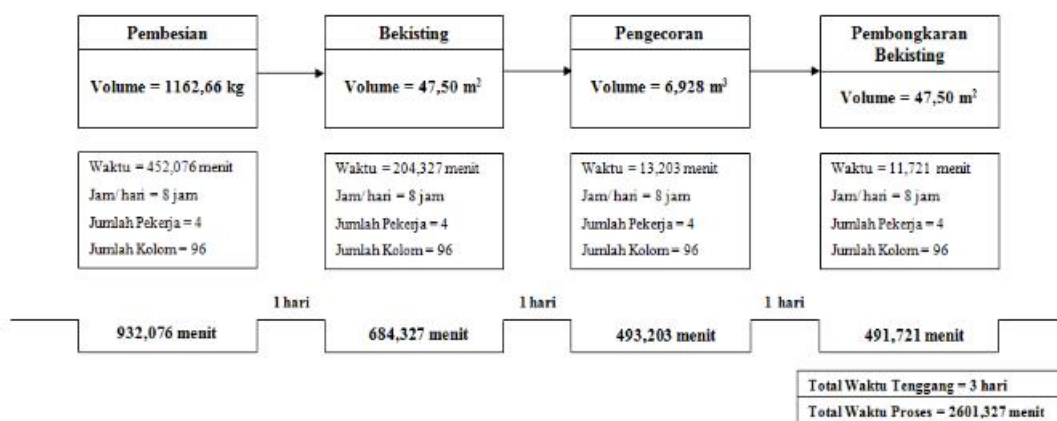 Pembesian
Volume = 1162,66 kg
Bekisting
Volume = 47,50 m²
Pengecoran
Volume = 6,928 m³
Pembongkaran
Bekisting
Volume = 47,50 m²
Waktu = 452,076 menit
Jam/hari = 8 jam
Jumlah Pekerja = 4
Jumlah Kolom = 96
Waktu = 204,327 menit
Jam/hari = 8 jam
Jumlah Pekerja = 4
Jumlah Kolom = 96
Waktu = 13,203 menit
Jam/hari = 8 jam
Jumlah Pekerja = 4
Jumlah Kolom = 96
Waktu = 11,721 menit
Jam/hari = 8 jam
Jumlah Pekerja = 4
Jumlah Kolom = 96
1 hari
1 hari
1 hari
932,076 menit
684,327 menit
493,203 menit
491,721 menit
Total Waktu Tenggang = 3 hari
Total Waktu Proses = 2601,327 menit